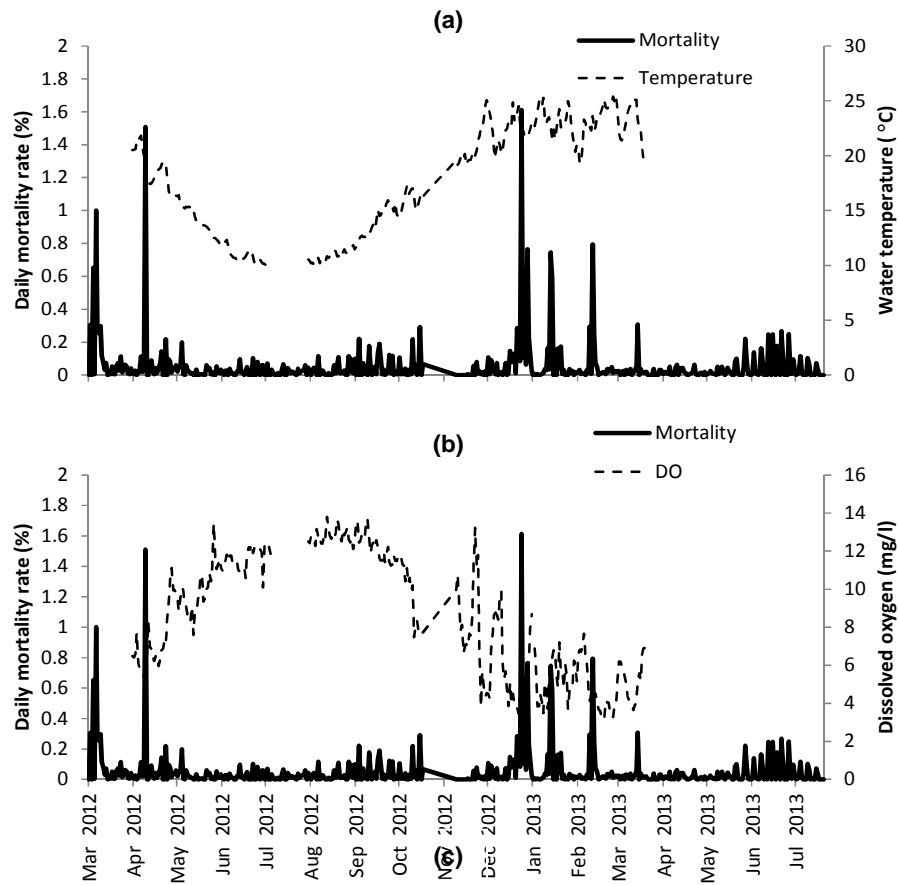 (a)
Mortality
Temperature
Daily mortality rate (%)
2
1.8
1.6
1.4
1.2
1
0.8
0.6
0.4
0.2
0
30
25
20
15
10
5
0
Water temperature (°C)
(b)
Mortality
DO
Daily mortality rate (%)
2
1.8
1.6
1.4
1.2
1
0.8
0.6
0.4
0.2
0
16
14
12
10
8
6
4
2
0
Dissolved oxygen (mg/l)
Mar 2012
Apr 2012
May 2012
Jun 2012
Jul 2012
Aug 2012
Sep 2012
Oct 2012
2012
Dec 2012
Jan 2013
Feb 2013
Mar 2013
Apr 2013
May 2013
Jun 2013
Jul 2013
(c)